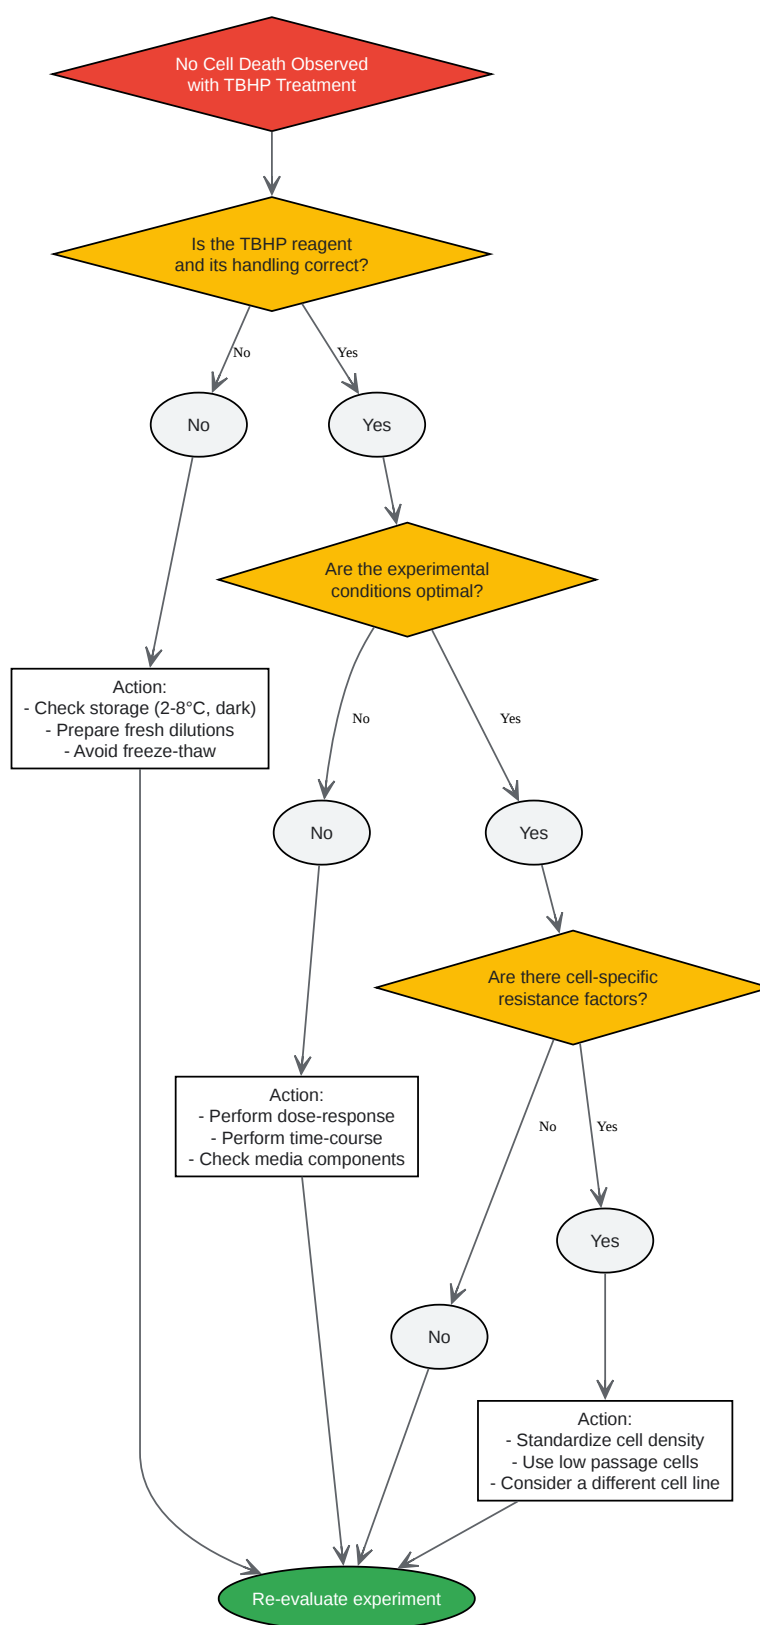 No Cell Death Observed
with TBHP Treatment
Is the TBHP reagent
and its handling correct?
No
Yes
No
Yes
Are the experimental
conditions optimal?
Action:
- Check storage (2-8°C, dark)
- Prepare fresh dilutions
- Avoid freeze-thaw
No
Yes
No
Yes
Are there cell-specific
resistance factors?
Action:
- Perform dose-response
- Perform time-course
- Check media components
No
Yes
Yes
No
Action:
- Standardize cell density
- Use low passage cells
- Consider a different cell line
Re-evaluate experiment